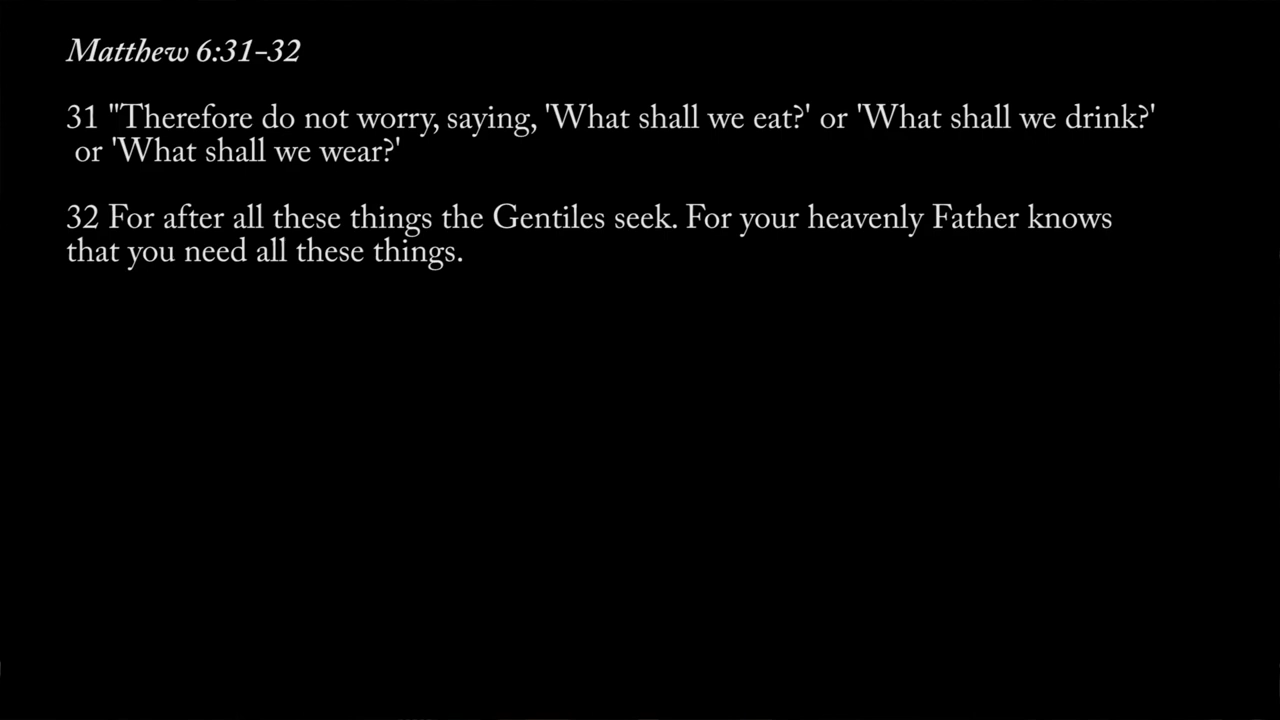 Matthew 6:31-32
31 "Therefore do not worry, saying, 'What shall we eat?' or 'What shall we drink?'
or 'What shall we wear?'
32 For after all these things the Gentiles seek. For your heavenly Father knows
that you need all these things.